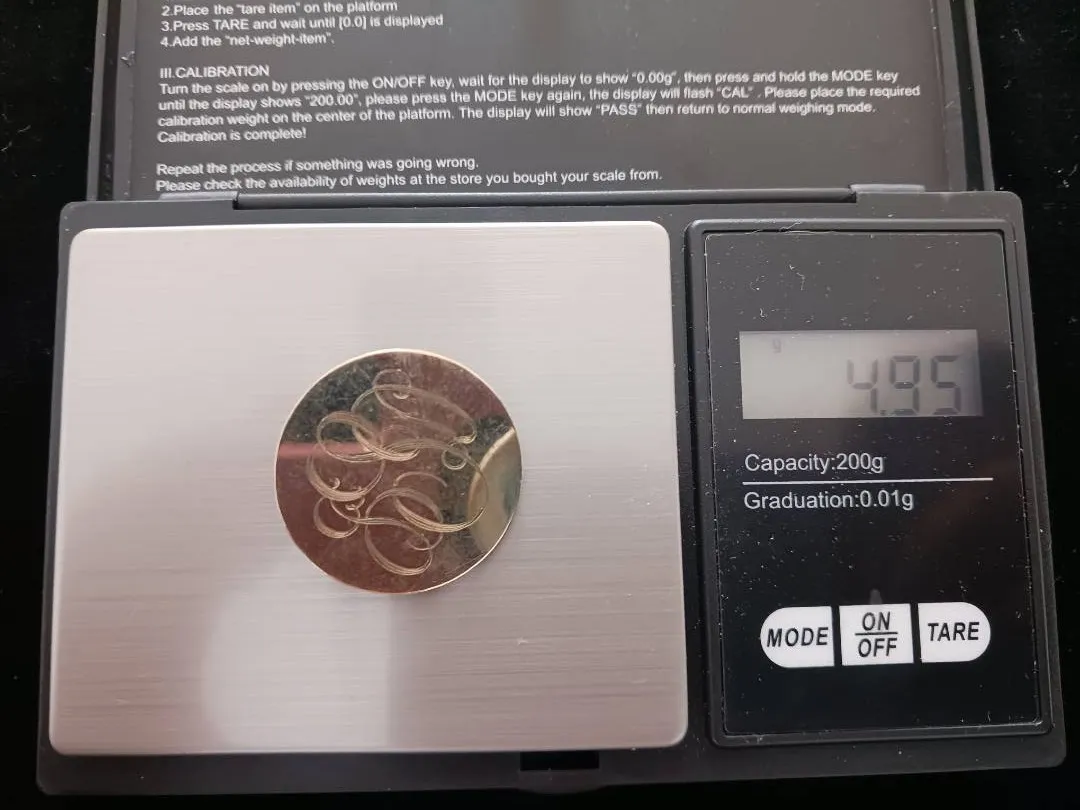 2.Place the "tare item" on the platform
3.Press TARE and wait until [0.0] is displayed
4.Add the "net-weight-item".
III.CALIBRATION
Turn the scale on by pressing the ON/OFF key, wait for the display to show "0.00g", then press and hold the MODE key
until the display shows "200.00", please press the MODE key again, the display will flash "CAL" . Please place the required
calibration weight on the center of the platform. The display will show "PASS" then return to normal weighing mode.
Calibration is complete!
Repeat the process if something was going wrong.
Please check the availability of weights at the store you bought your scale from.
g
4.95
Capacity:200g
Graduation:0.01g
MODE
ON
OFF
TARE